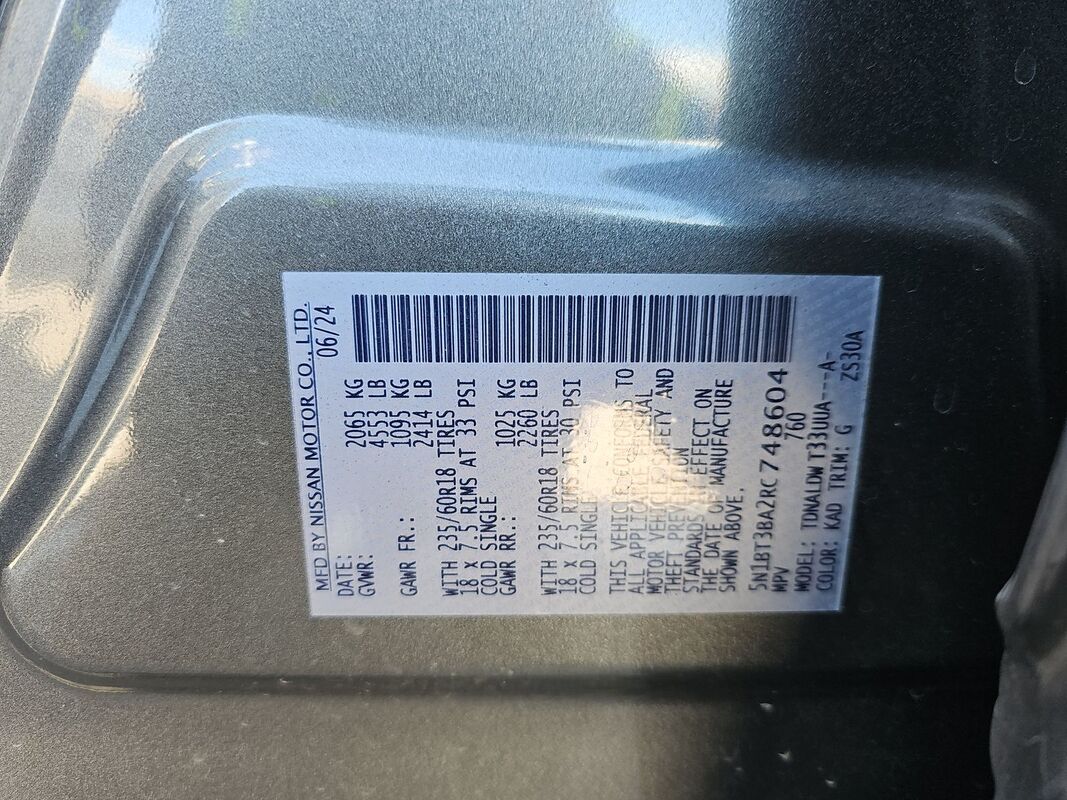 MFD BY NISSAN MOTOR CO., LTD.
DATE: 06/24
GVWR: 2065 KG
4553 LB
GAWR FR.: 1095 KG
2414 LB
WITH 235/60R18 TIRES
18 x 7.5 RIMS AT 33 PSI
COLD SINGLE
GAWR RR.: 1025 KG
2260 LB
WITH 235/60R18 TIRES
18 x 7.5 RIMS AT 30 PSI
COLD SINGLE
THIS VEHICLE CONFORMS TO
ALL APPLICABLE FEDERAL
MOTOR VEHICLE SAFETY AND
THEFT PREVENTION
STANDARDS IN EFFECT ON
THE DATE OF MANUFACTURE
SHOWN ABOVE.
5N1BT3BA2RC748604
MPV 760
MODEL: TDNALDWT33UUA---A-
COLOR: KAD TRIM: G ZS30A